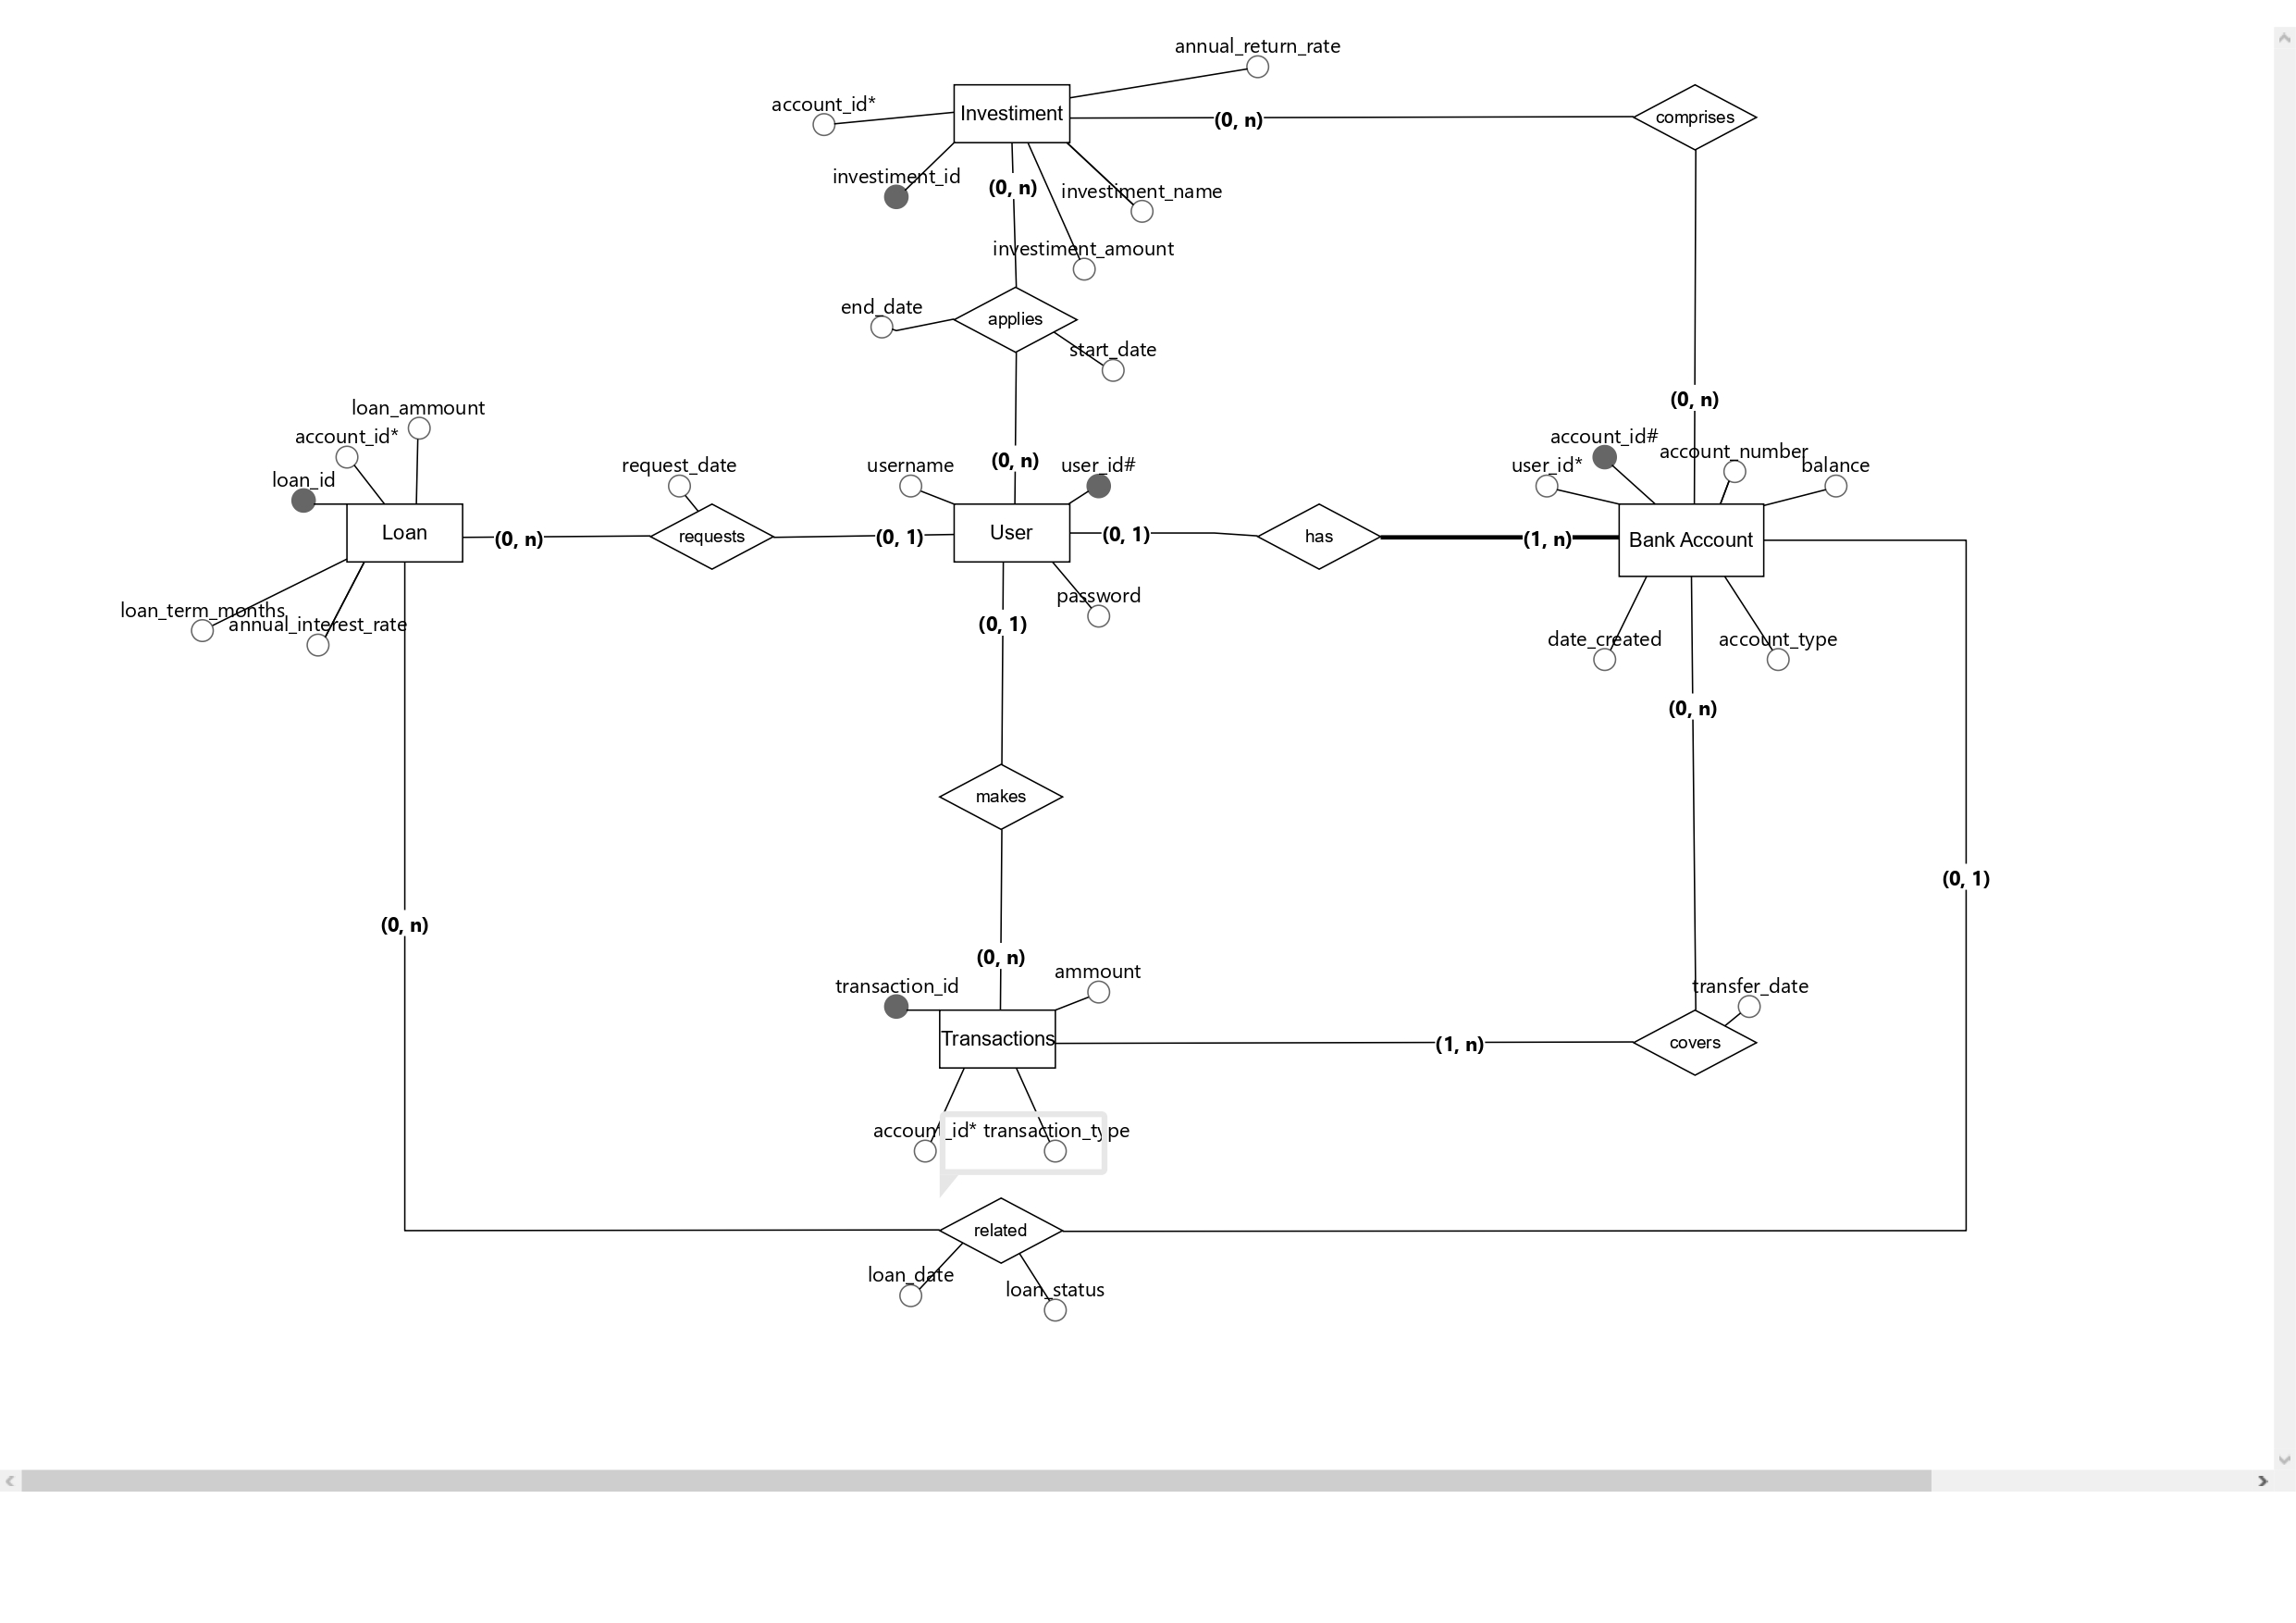 annual_return_rate
account_id*
Investiment
(0, n)
comprises
investiment_id
(0, n)
investiment_name
investiment_amount
end_date
applies
start_date
(0, n)
loan_ammount
account_id*
loan_id
request_date
username
(0, n)
user_id#
user_id*
account_id#
account_number
balance
Loan
(0, n)
requests
(0, 1)
User
(0, 1)
has
(1, n)
Bank Account
loan_term_months
annual_interest_rate
password
(0, 1)
date_created
account_type
(0, n)
makes
(0, 1)
(0, n)
(0, n)
transaction_id
ammount
transfer_date
Transactions
(1, n)
covers
account_id*
transaction_type
related
loan_date
loan_status